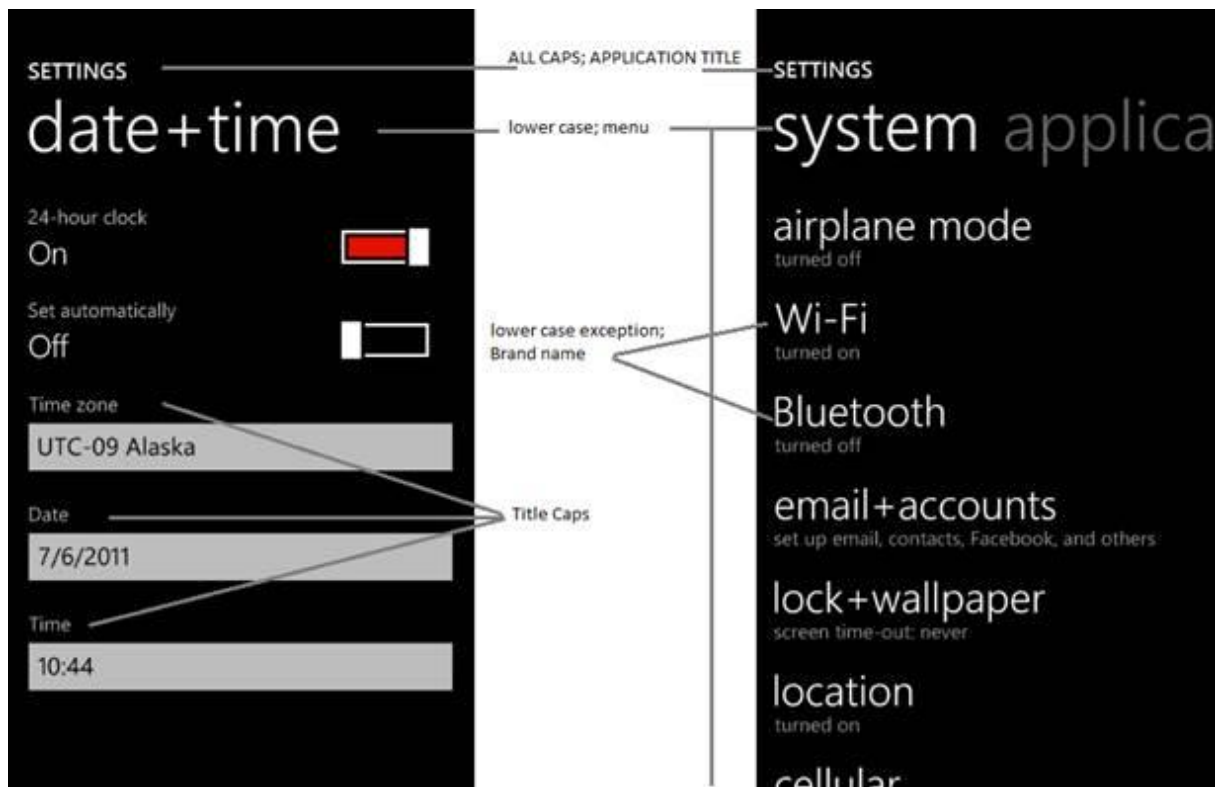 SETTINGS
date+time
24-hour clock
On
Set automatically
Off
Time zone
UTC-09 Alaska
Date
7/6/2011
Time
10:44
ALL CAPS; APPLICATION TITLE
lower case; menu
lower case exception;
Brand name
Title Caps
SETTINGS
system applica
airplane mode
turned off
Wi-Fi
turned on
Bluetooth
turned off
email+accounts
set up email, contacts, Facebook, and others
lock+wallpaper
screen time-out: never
location
turned on
cellular